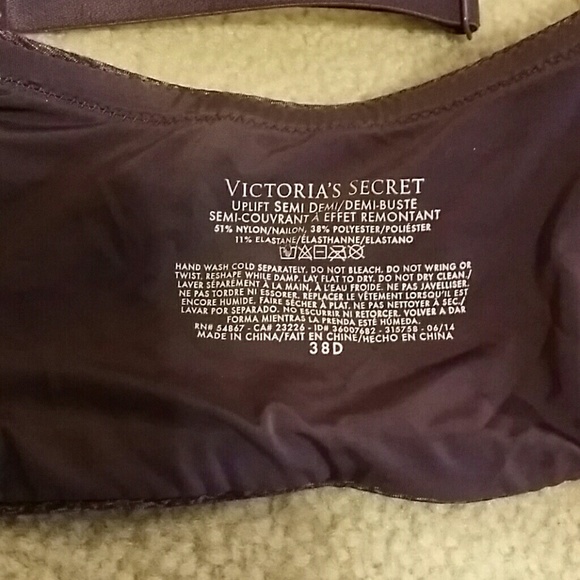 VICTORIA'S SECRET
UPLIFT SEMI DEMI/DEMI-BUSTE
SEMI-COUVRANT À EFFET REMONTANT
51% NYLON/NAILON, 38% POLYESTER/POLIÉSTER
11% ELASTANE/ÉLASTHANNE/ELASTANO
HAND WASH COLD SEPARATELY. DO NOT BLEACH. DO NOT WRING OR
TWIST. RESHAPE WHILE DAMP. LAY FLAT TO DRY. DO NOT DRY CLEAN./
LAVER SÉPARÉMENT À LA MAIN, À L'EAU FROIDE. NE PAS JAVELLISER.
NE PAS TORDRE NI ESSORER. REPLACER LE VÊTEMENT LORSQU'IL EST
ENCORE HUMIDE. FAIRE SÉCHER À PLAT. NE PAS NETTOYER À SEC./
LAVAR POR SEPARADO. NO ESCURRIR NI RETORCER. VOLVER A DAR
FORMA MIENTRAS LA PRENDA ESTÉ HÚMEDA.
RN# 54867 - CA# 23226 - ID# 36007682 - 315758 - 06/14
MADE IN CHINA/FAIT EN CHINE/HECHO EN CHINA
38D